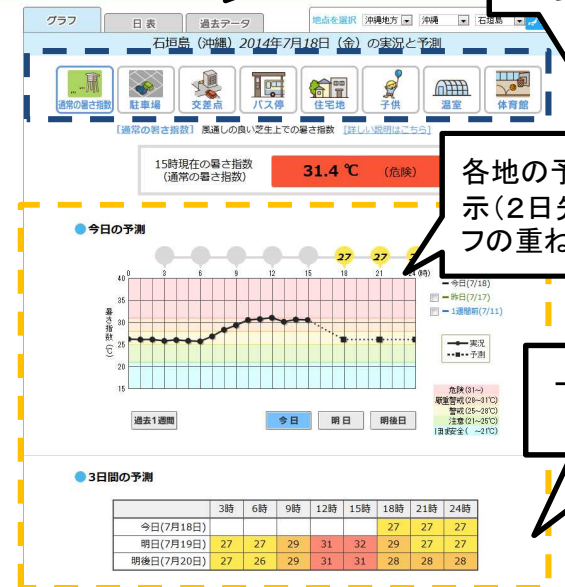 グラフ
日表
過去データ
地点を選択 沖縄地方 沖縄 石垣島
石垣島（沖縄）2014年7月18日（金）の実況と予測
通常の暑さ指数 駐車場 交差点 バス停 住宅地 子供 温室 体育館
[通常の暑さ指数] 風通しの良い芝生上での暑さ指数 [詳しい説明はこちら]
15時現在の暑さ指数
（通常の暑さ指数）
31.4 ℃ （危険）
各地の予
示（2日先
フの重ね
今日の予測
27 27
0 3 6 9 12 15 18 21 24(時)
40
35
30
25
20
15
暑さ指数(℃)
今日(7/18)
昨日(7/17)
1週間前(7/11)
実況
予測
危険(31~)
厳重警戒(28~31℃)
警戒(25~28℃)
注意(21~25℃)
ほぼ安全( ~21℃)
過去1週間 今日 明日 明後日
3日間の予測
3時 6時 9時 12時 15時 18時 21時 24時
今日(7月18日) 27 27 27
明日(7月19日) 27 27 29 31 32 29 27 27
明後日(7月20日) 27 26 29 31 31 28 28 28